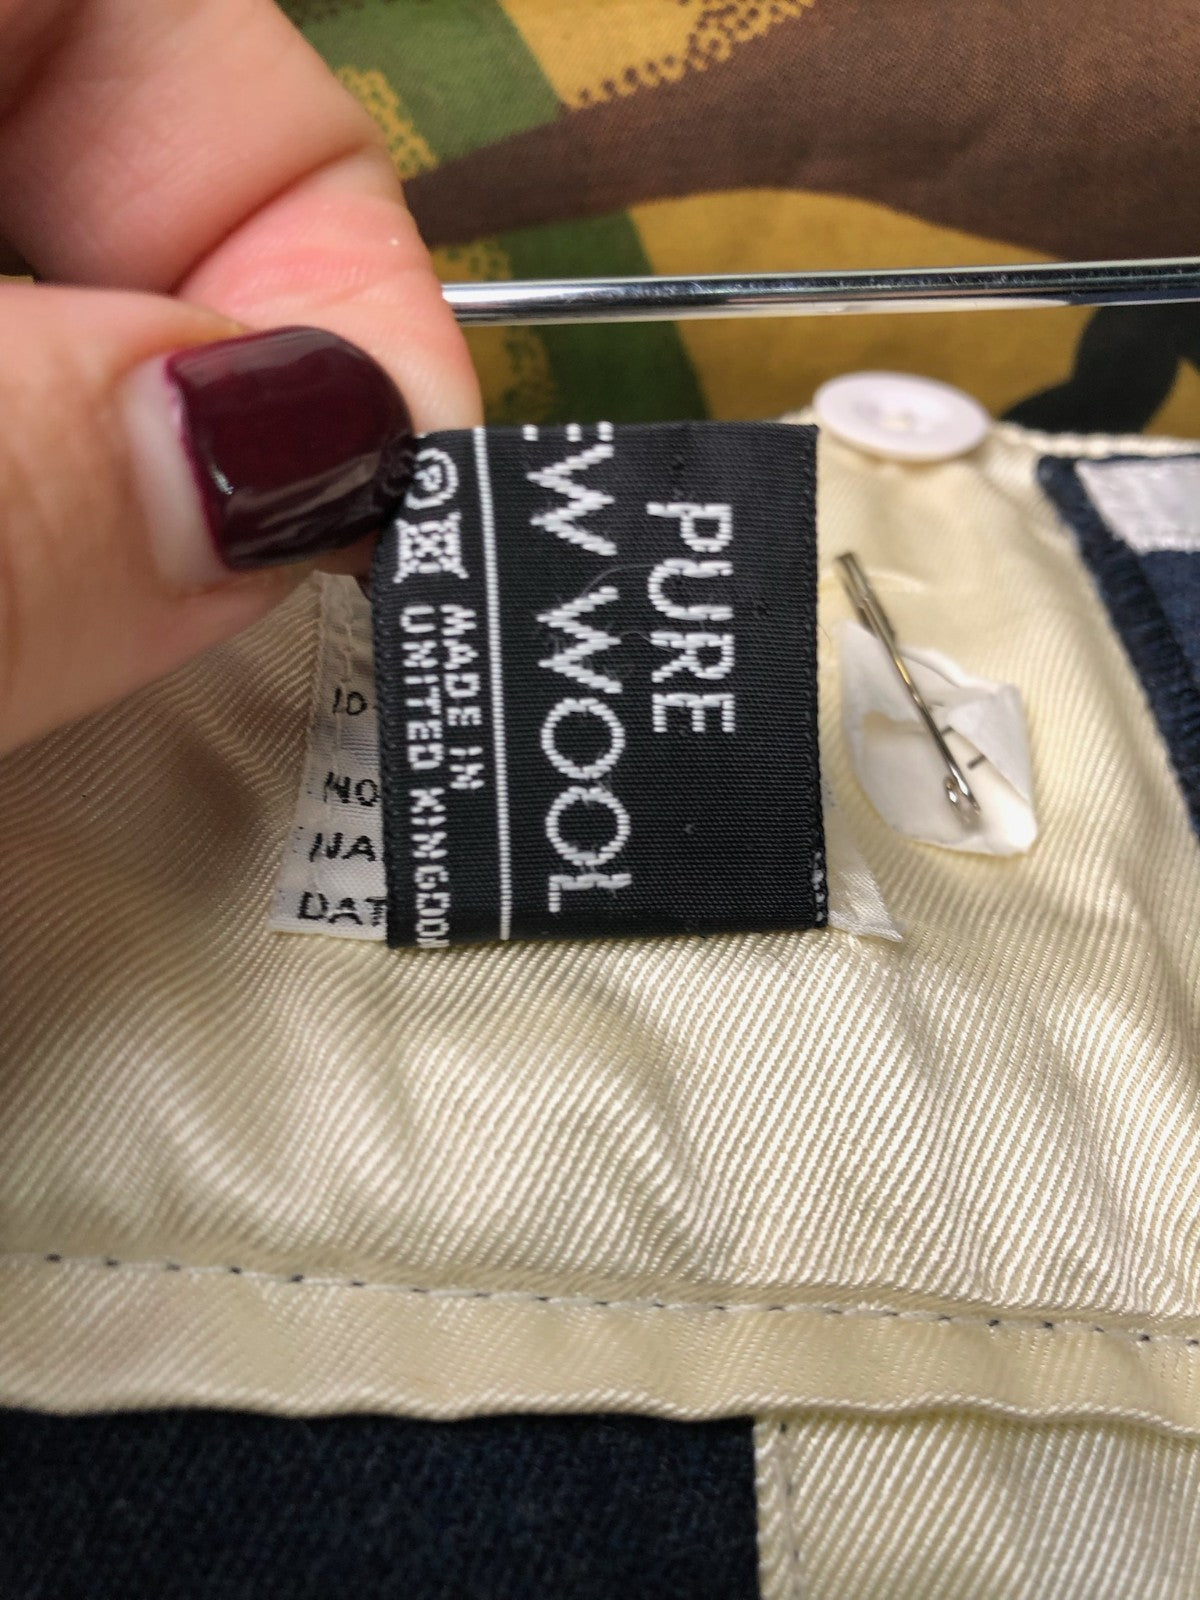 PURE
EW WOOL
MADE IN
UNITED KINGDOM
P
ID
NO
NA
DAT